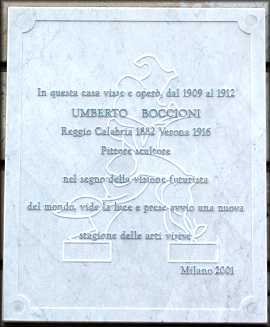 In questa casa visse e operò, dal 1909 al 1912
UMBERTO BOCCIONI
Reggio Calabria 1882 Verona 1916
Pittore scultore
nel segno della visione futurista
del mondo, vide la luce e prese avvio una nuova
stagione delle arti visive
Milano 2001